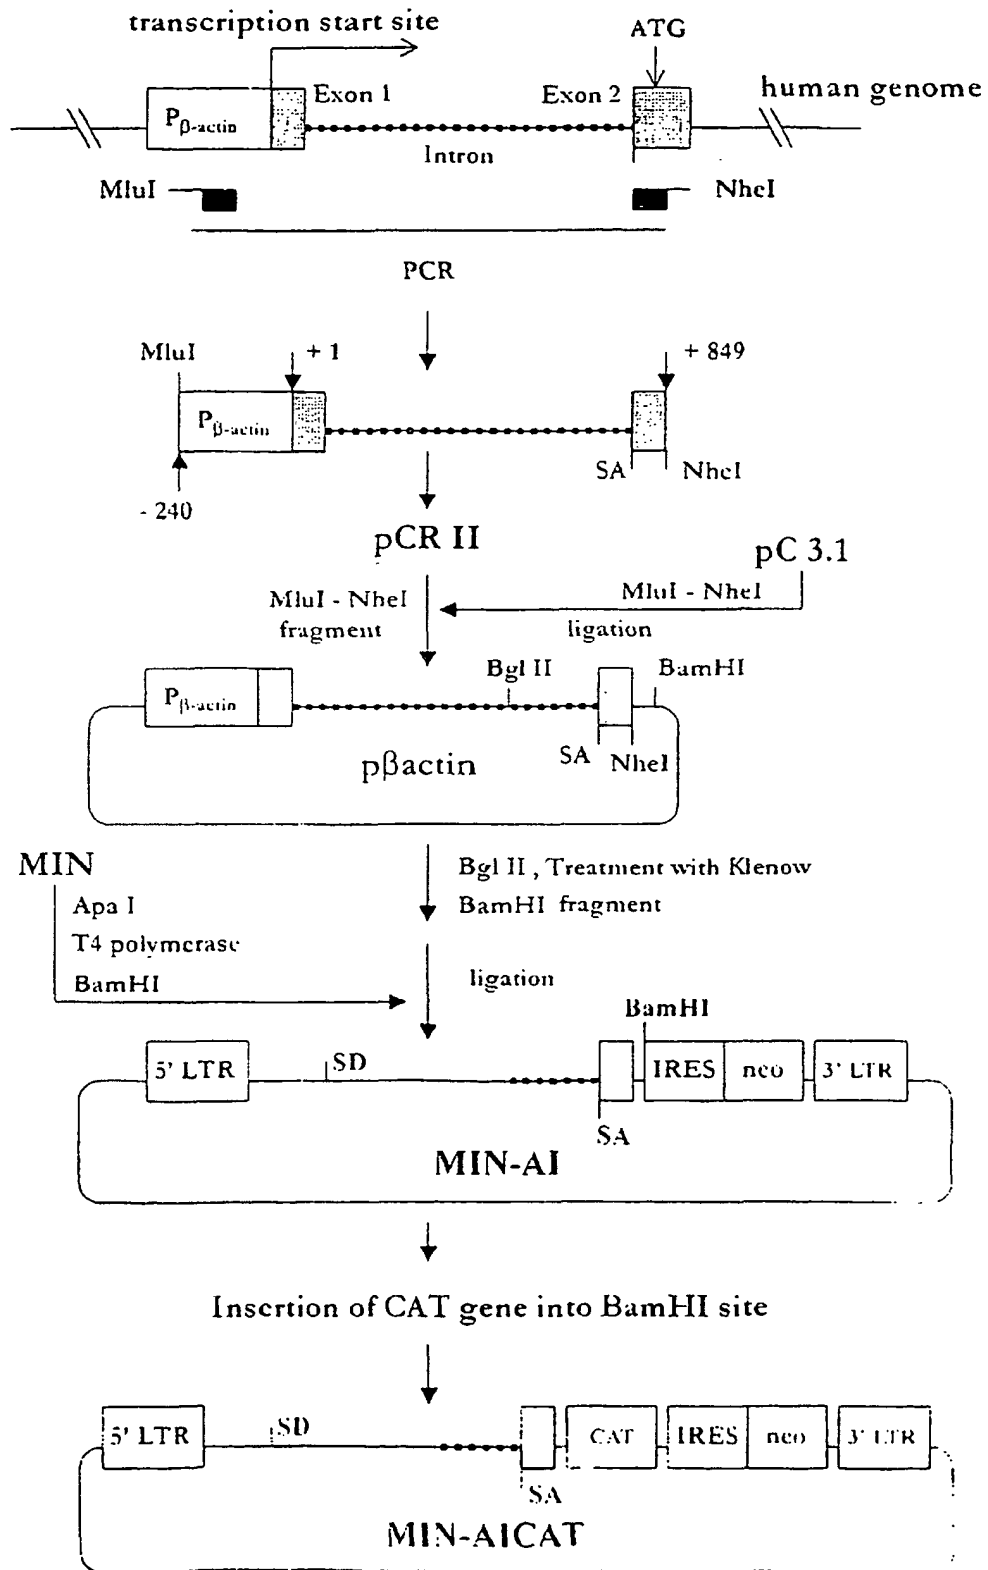 transcription start site
ATG
Exon 1
Exon 2
human genome
Pβ-actin
Intron
MluI
NheI
PCR
MluI
+ 1
+ 849
Pβ-actin
SA
NheI
- 240
pCR II
pC 3.1
MluI - NheI
fragment
MluI - NheI
ligation
Bgl II
BamHI
Pβ-actin
SA
NheI
pβactin
MIN
Apa I
T4 polymerase
BamHI
Bgl II , Treatment with Klenow
BamHI fragment
ligation
BamHI
5' LTR
SD
IRES
neo
3' LTR
SA
MIN-AI
Insertion of CAT gene into BamHI site
5' LTR
SD
CAT
IRES
neo
3' LTR
SA
MIN-AICAT